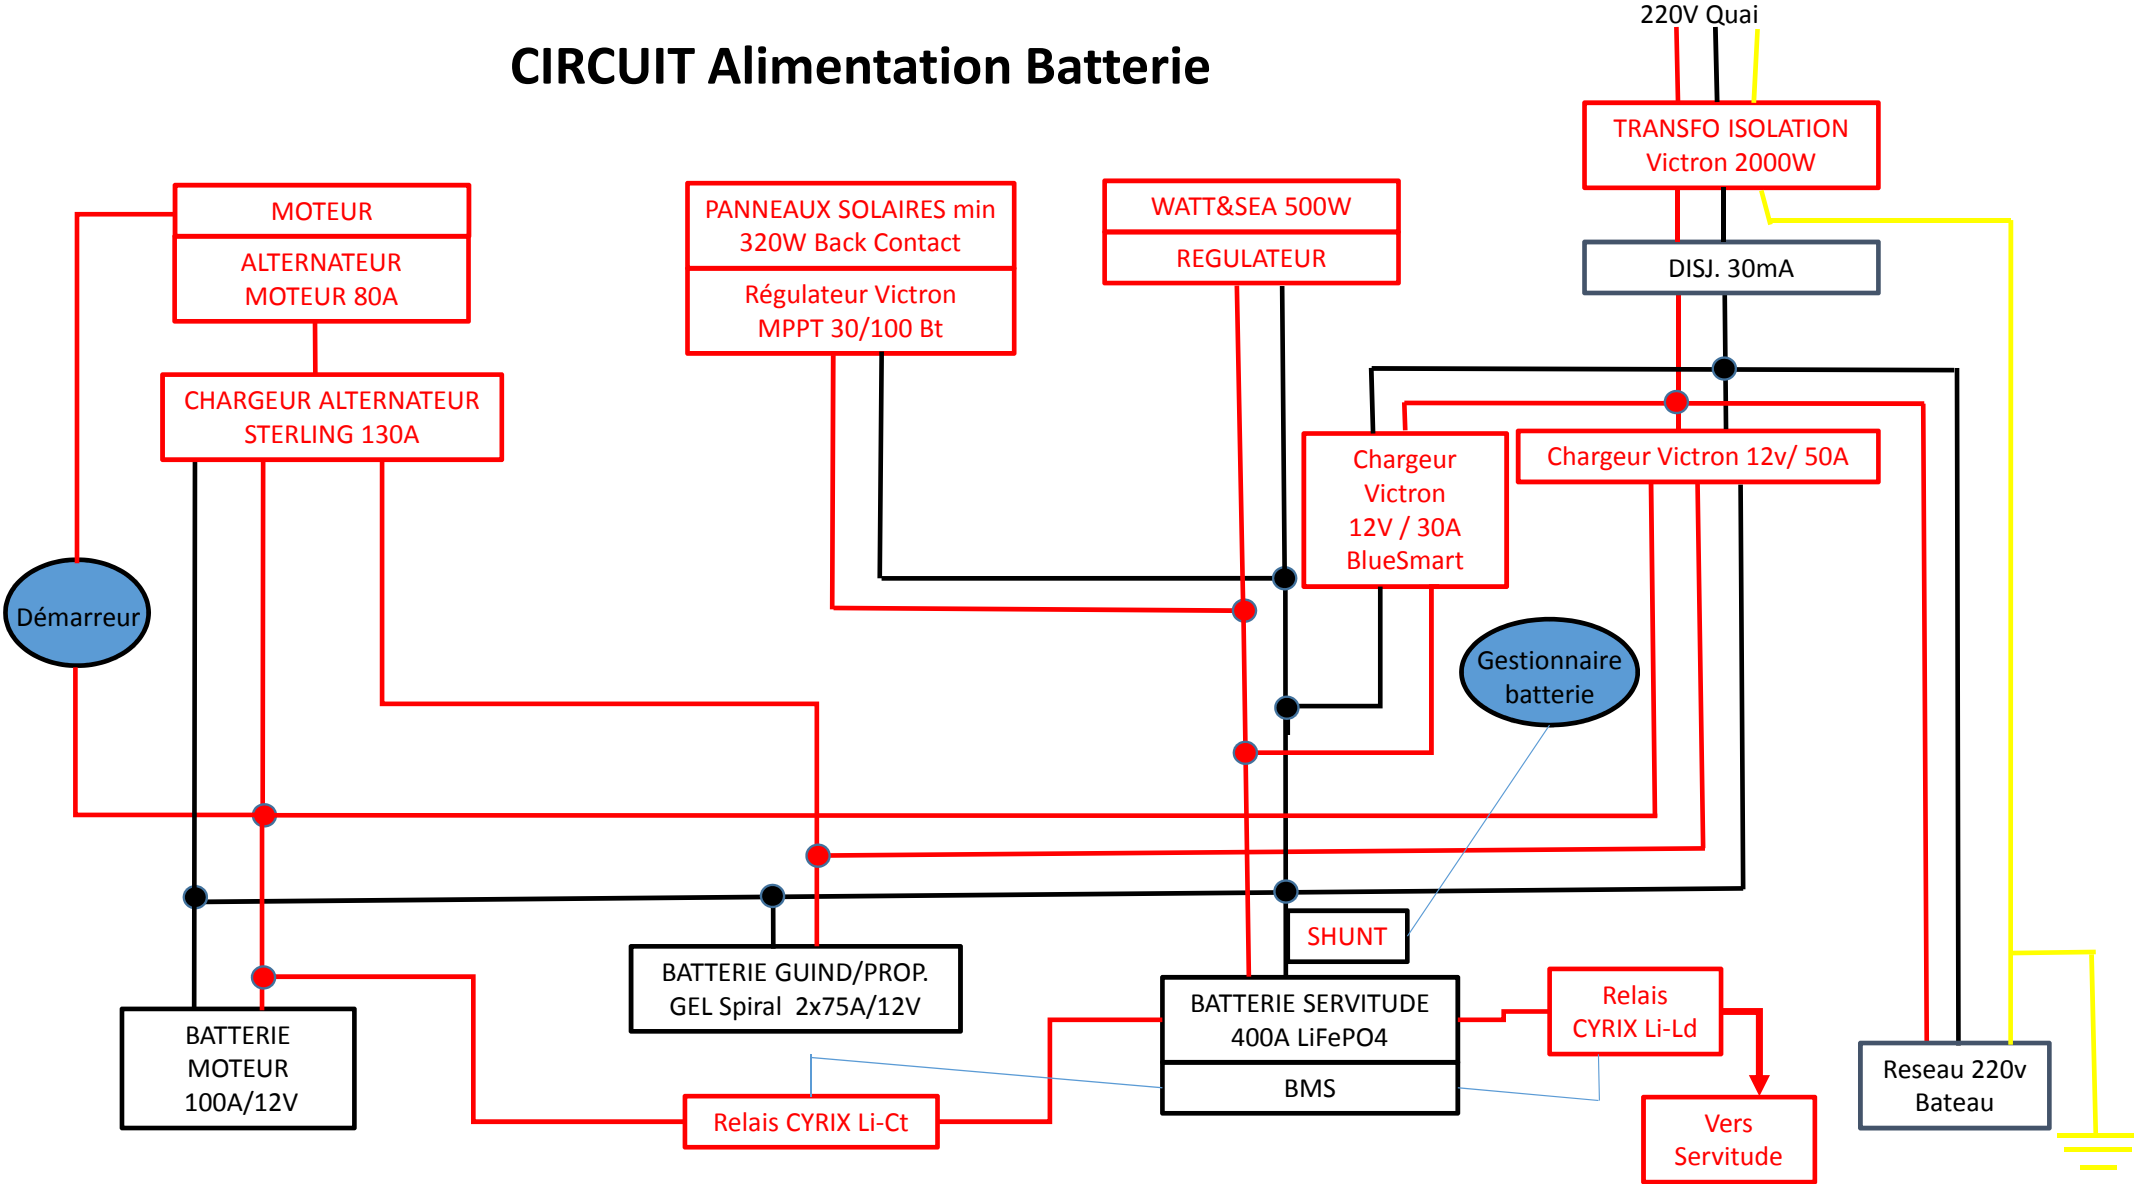 220V Quai
CIRCUIT Alimentation Batterie
TRANSFO ISOLATION
Victron 2000W
MOTEUR
ALTERNATEUR
MOTEUR 80A
PANNEAUX SOLAIRES min
320W Back Contact
Régulateur Victron
MPPT 30/100 Bt
WATT&SEA 500W
REGULATEUR
DISJ. 30mA
CHARGEUR ALTERNATEUR
STERLING 130A
Chargeur
Victron
12V / 30A
BlueSmart
Chargeur Victron 12v/ 50A
Démarreur
Gestionnaire
batterie
SHUNT
BATTERIE GUIND/PROP.
GEL Spiral 2x75A/12V
BATTERIE SERVITUDE
400A LiFePO4
BMS
Relais
CYRIX Li-Ld
BATTERIE
MOTEUR
100A/12V
Relais CYRIX Li-Ct
Reseau 220v
Bateau
Vers
Servitude